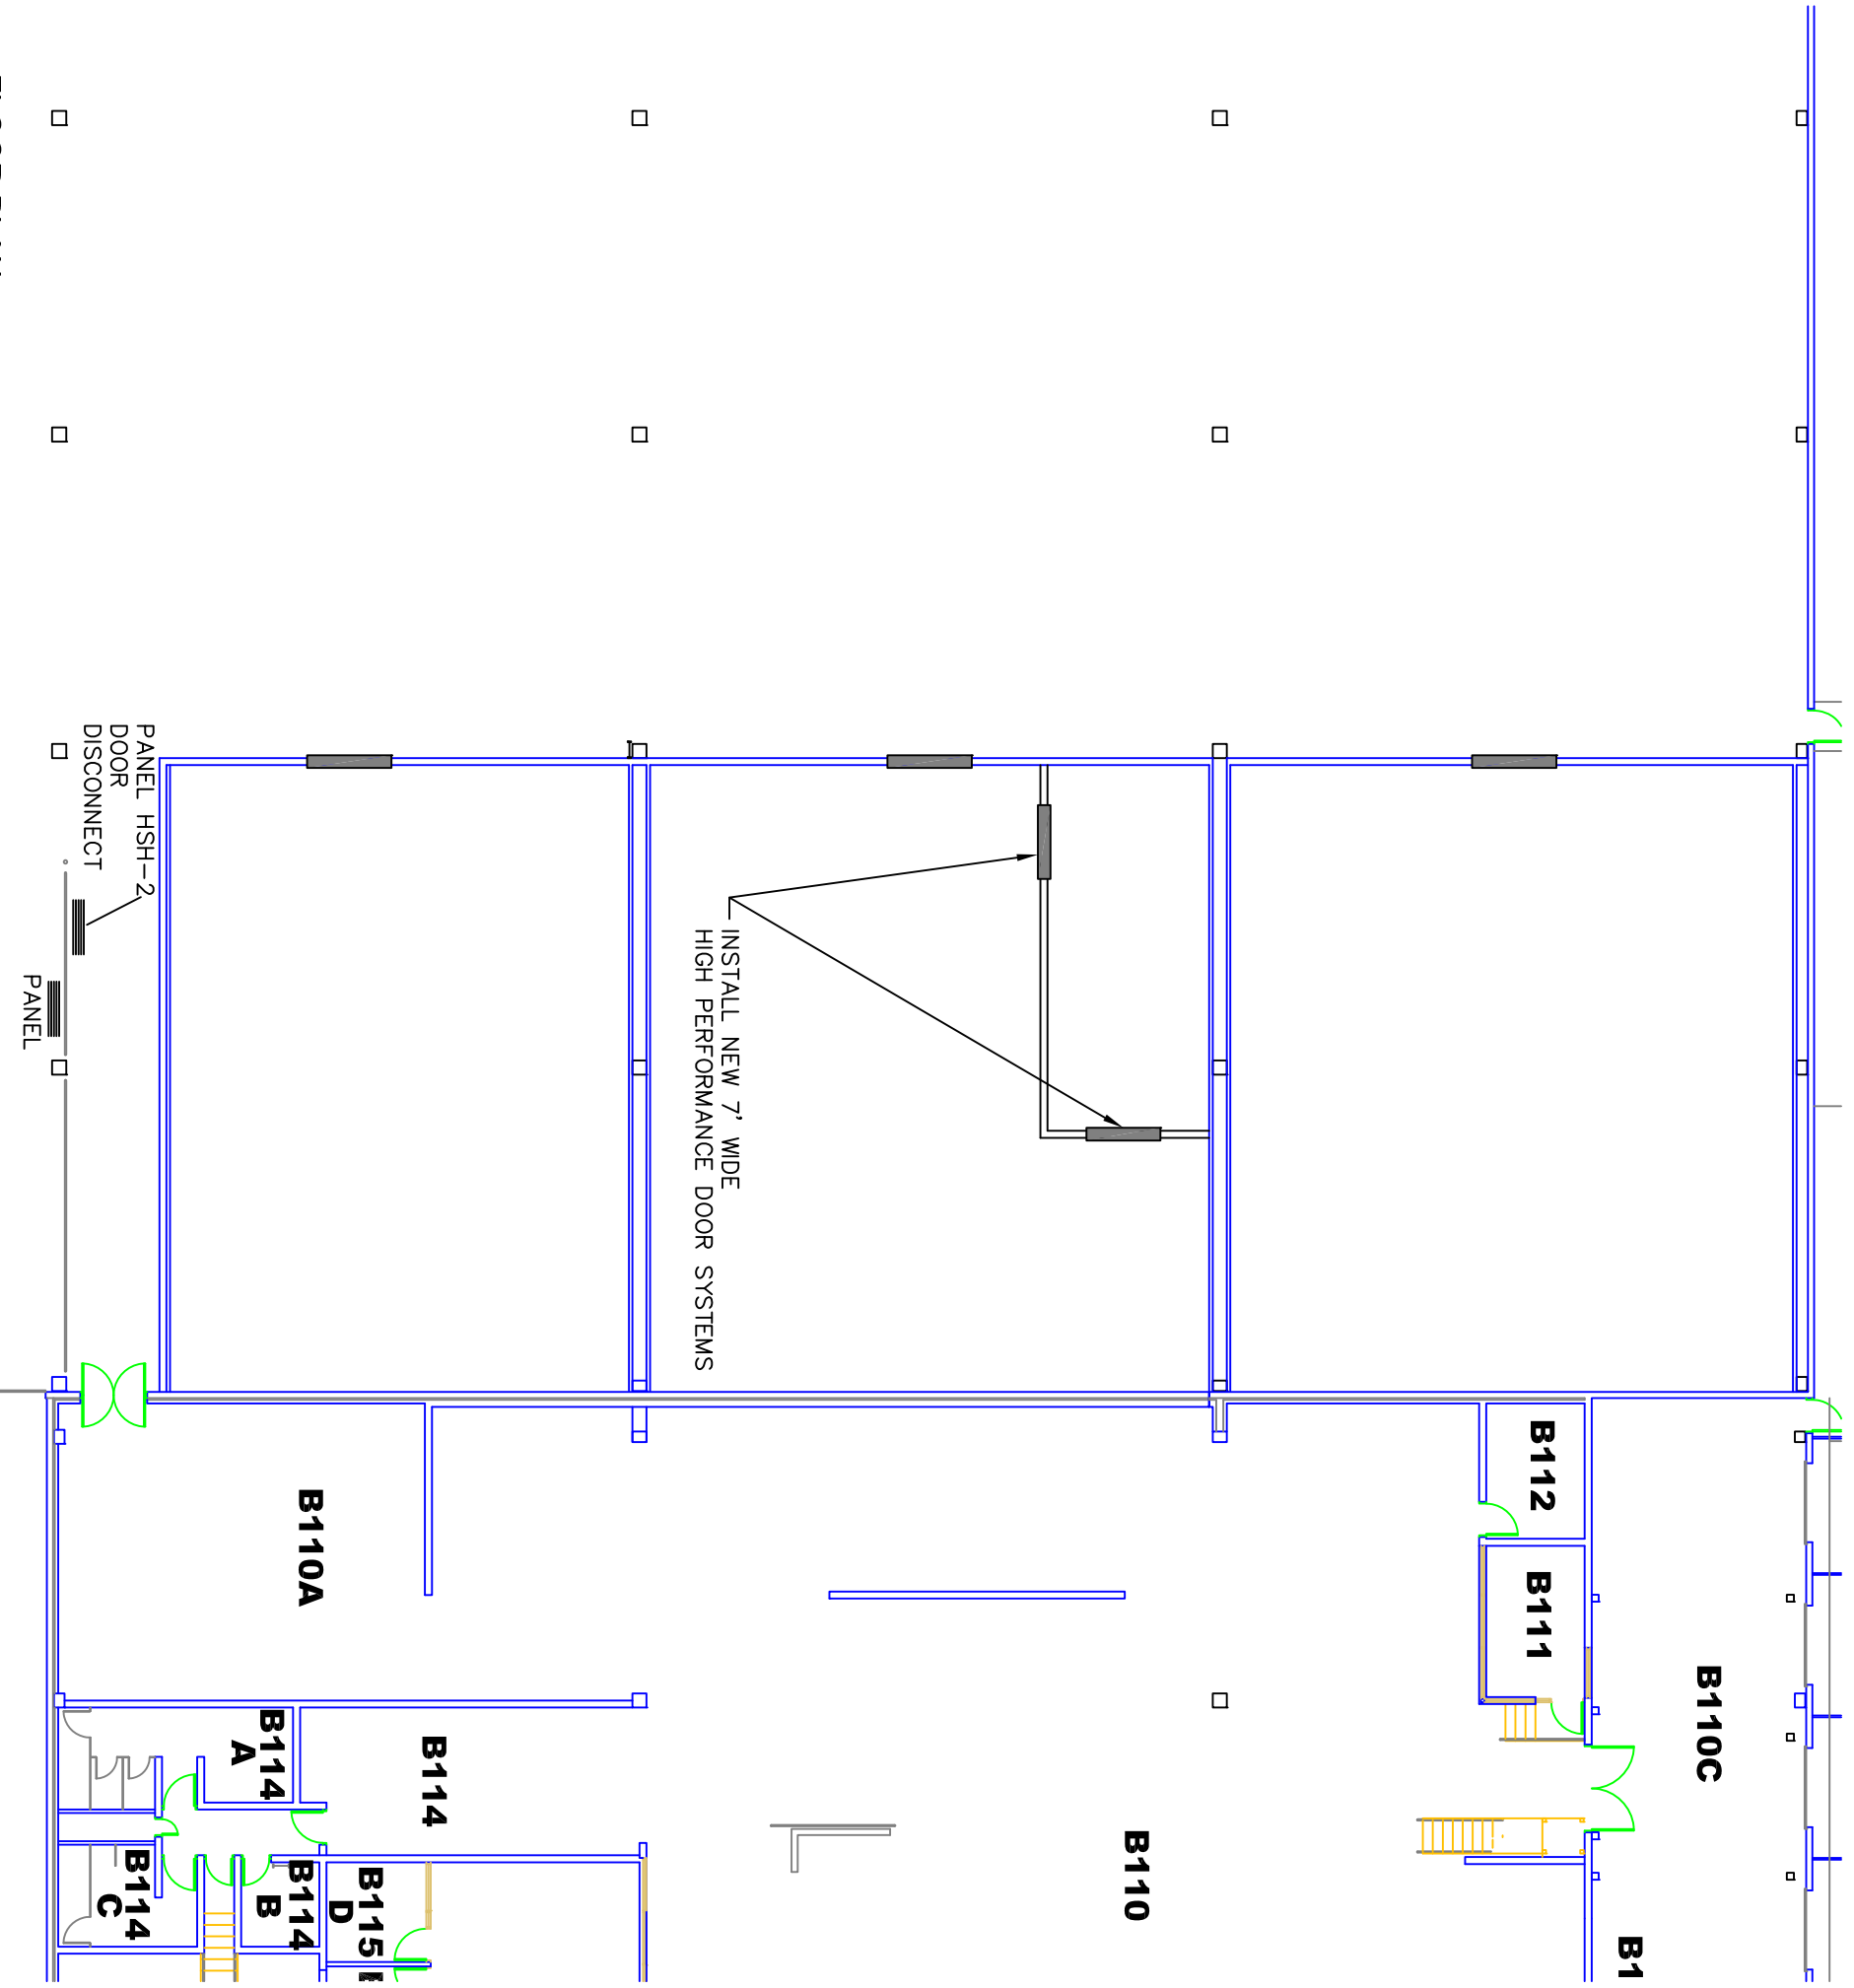 PANEL HSH-2
DOOR
DISCONNECT
PANEL
INSTALL NEW 7' WIDE
HIGH PERFORMANCE DOOR SYSTEMS
B112
B111
B110C
B110A
B114
A
B114
B110
B114
B
B114
C
B115
D
B1